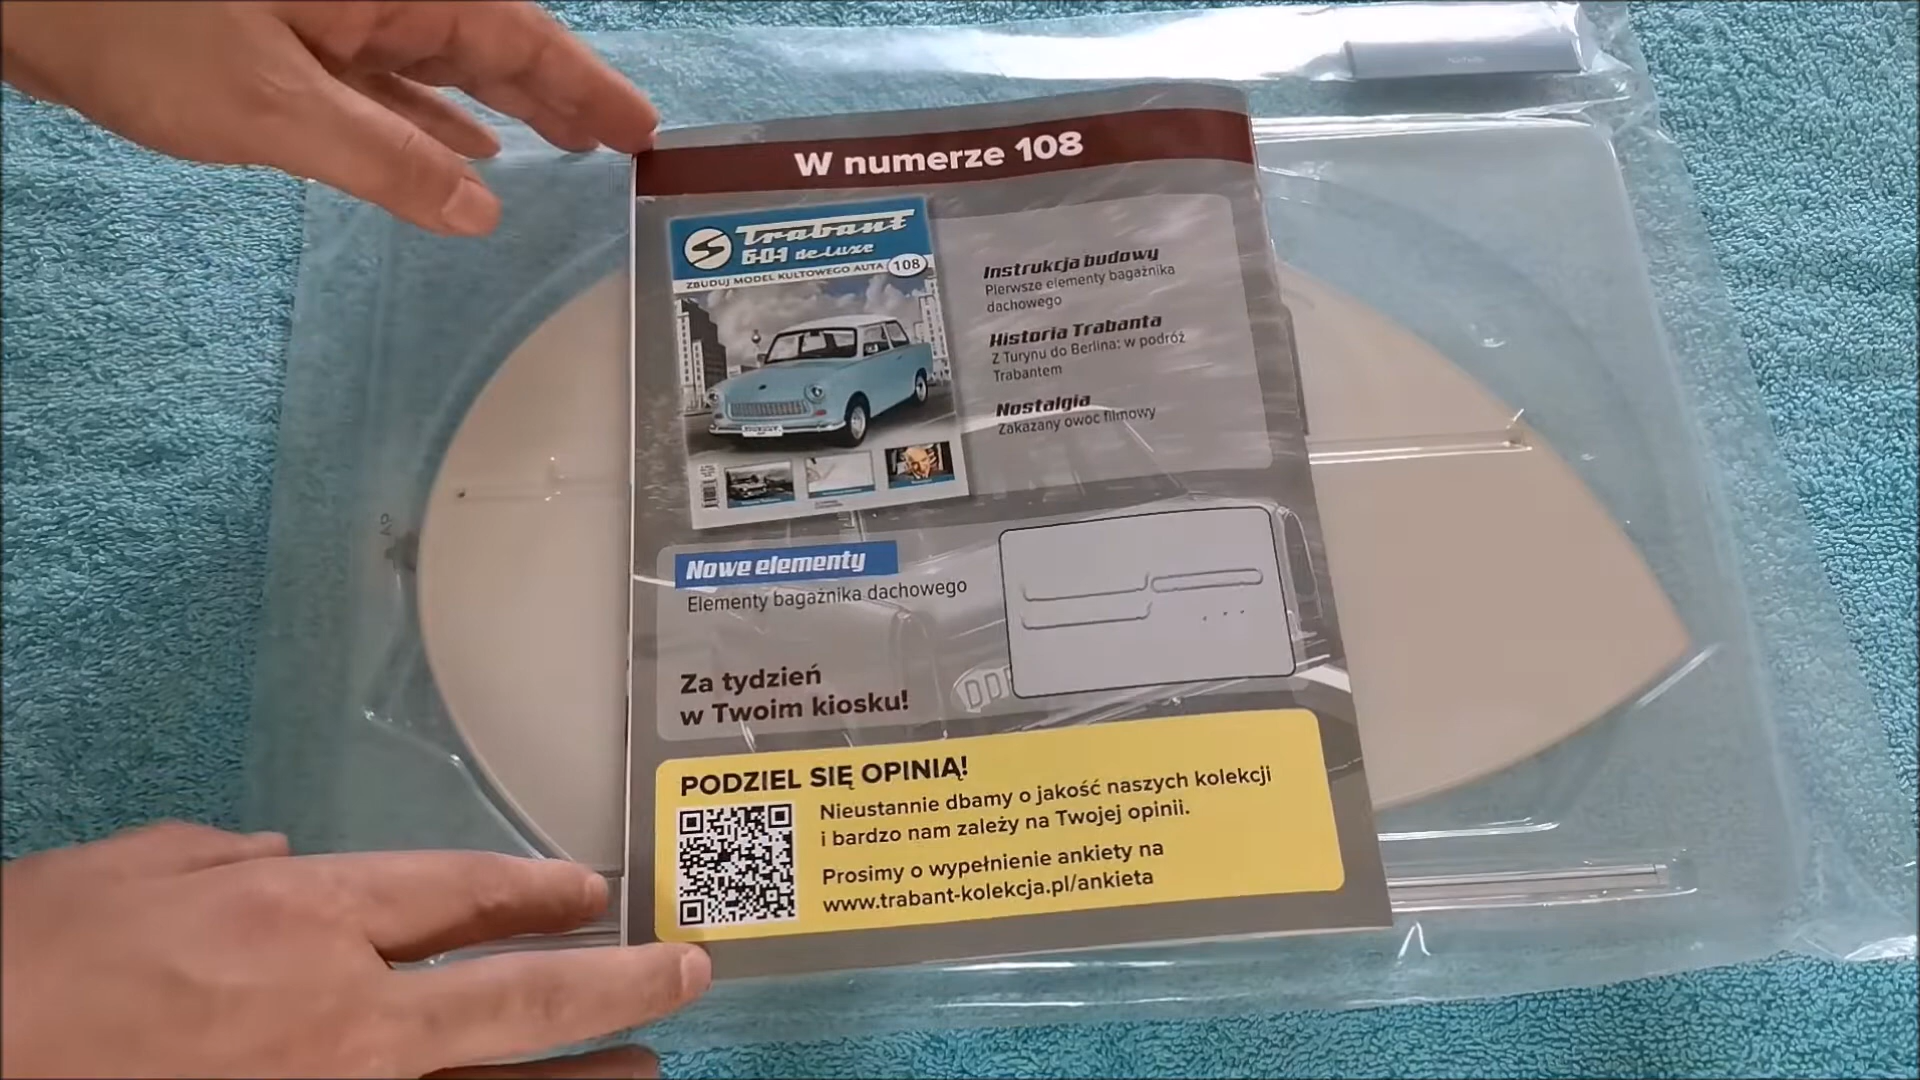 W numerze 108
Trabant
601 de luxe
ZBUDUJ MODEL KULTOWEGO AUTA 108
Instrukcja budowy
Pierwsze elementy bagażnika
dachowego
Historia Trabanta
Z Turynu do Berlina: w podróż
Trabantem
Nostalgia
Zakazany owoc filmowy
Nowe elementy
Elementy bagażnika dachowego
Za tydzień
w Twoim kiosku!
PODZIEL SIĘ OPINIĄ!
Nieustannie dbamy o jakość naszych kolekcji
i bardzo nam zależy na Twojej opinii.
Prosimy o wypełnienie ankiety na
www.trabant-kolekcja.pl/ankieta